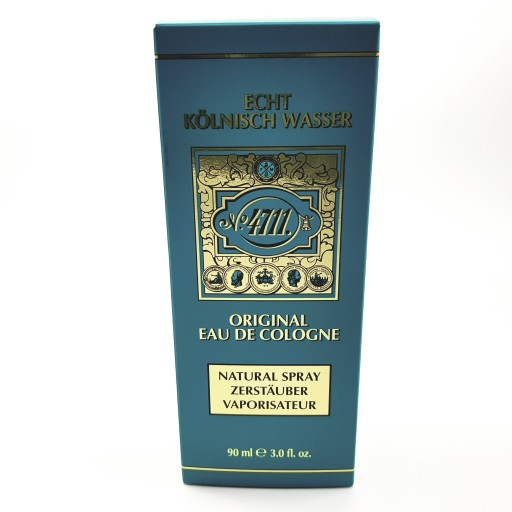 ECHT
KÖLNISCH WASSER
No. 4711.
ORIGINAL
EAU DE COLOGNE
NATURAL SPRAY
ZERSTÄUBER
VAPORISATEUR
90 ml ℮ 3.0 fl. oz.